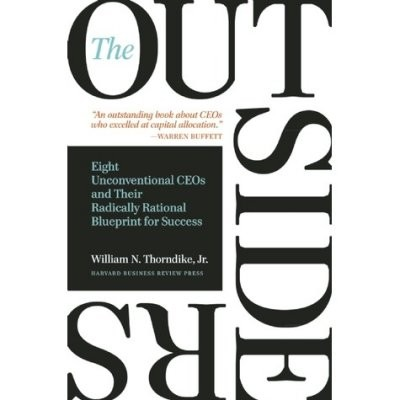 The
OUTSIDERS
"An outstanding book about CEOs
who excelled at capital allocation."
—WARREN BUFFETT
Eight
Unconventional CEOs
and Their
Radically Rational
Blueprint for Success
William N. Thorndike, Jr.
HARVARD BUSINESS REVIEW PRESS